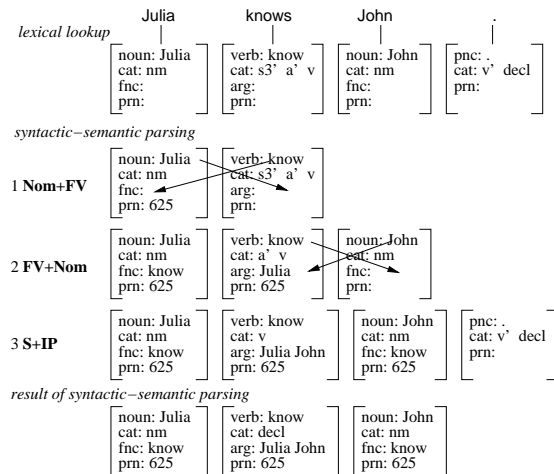 Julia knows John .
lexical lookup
noun: Julia verb: know noun: John pnc: .
cat: nm cat: s3’ a’ v cat: nm cat: v’ decl
fnc: arg: fnc: prn:
prn: prn: prn:
syntactic−semantic parsing
noun: Julia verb: know
cat: nm cat: s3’ a’ v
1 Nom+FV
fnc: arg:
prn: 625 prn:
noun: Julia verb: know noun: John
cat: nm cat: a’ v cat: nm
2 FV+Nom
fnc: know arg: Julia fnc:
prn: 625 prn: 625 prn:
noun: Julia verb: know noun: John pnc: .
cat: nm cat: v cat: nm cat: v’ decl
3 S+IP
fnc: know arg: Julia John fnc: know prn:
prn: 625 prn: 625 prn: 625
result of syntactic−semantic parsing
noun: Julia verb: know noun: John
cat: nm cat: decl cat: nm
fnc: know arg: Julia John fnc: know
prn: 625 prn: 625 prn: 625